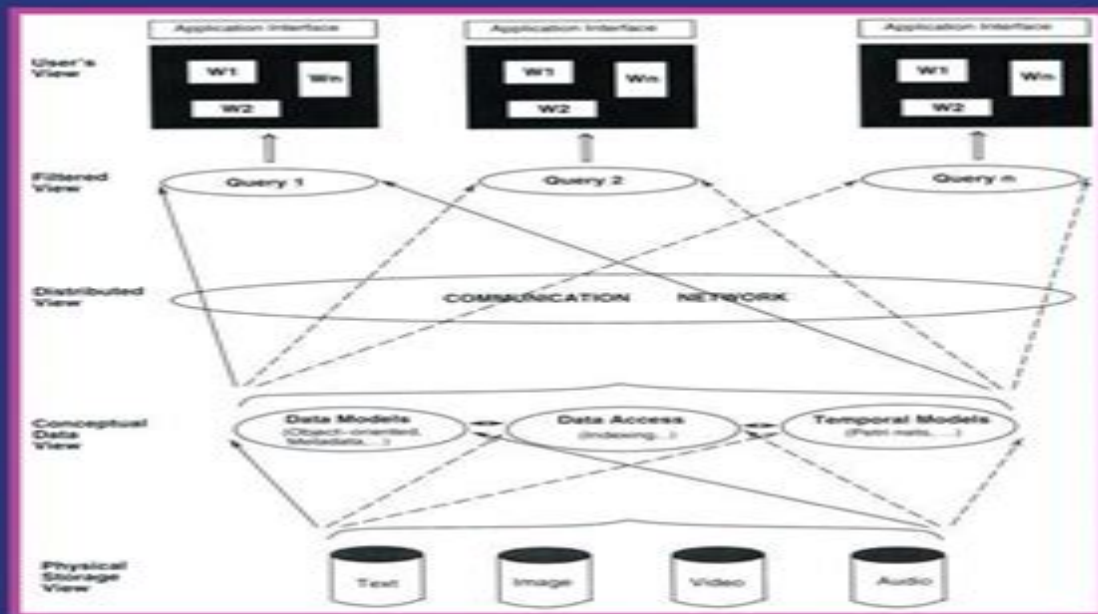 Application Interface
Application Interface
Application Interface
User's
View
W1
Wn
W2
W1
Wn
W2
W1
Wn
W2
Filtered
View
Query 1
Query 2
Query n
Distributed
View
COMMUNICATION NETWORK
Conceptual
Data
View
Data Models
(Object-oriented,
Metadata,..)
Data Access
(Indexing...)
Temporal Models
(Petri nets, ...)
Physical
Storage
View
Text
Image
Video
Audio